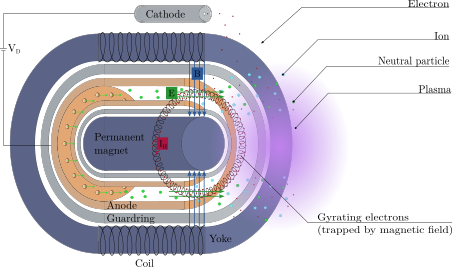 Electron
Cathode
Ion
V_D
Neutral particle
B
Plasma
E
Permanent
magnet
J_H
Anode
Guardring
Gyrating electrons
(trapped by magnetic field)
Yoke
Coil